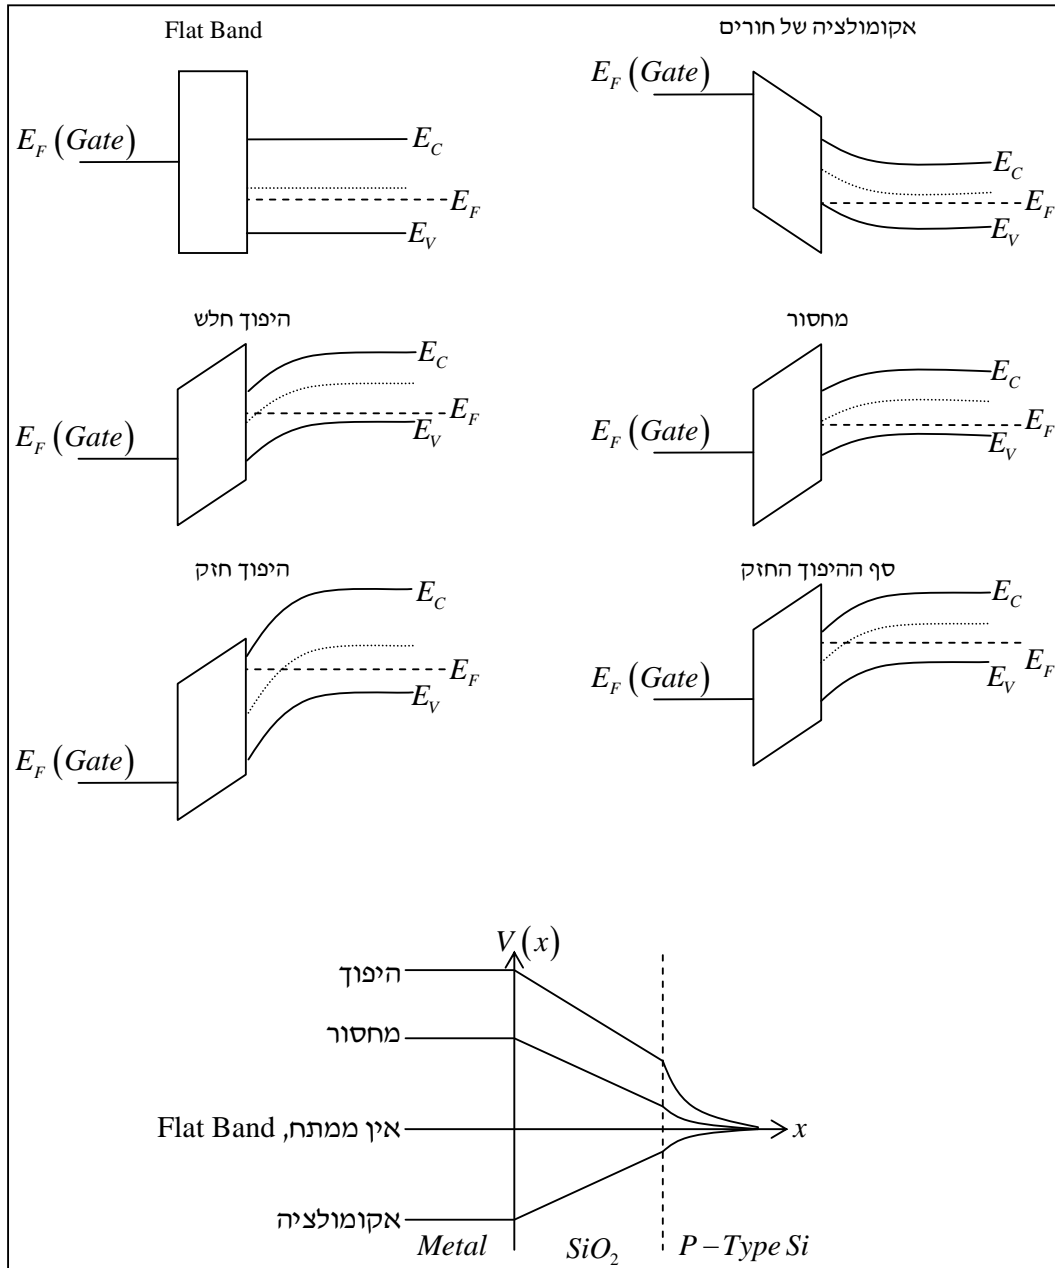 Flat Band
E_F (Gate)
E_C
E_F
E_V
אקומולציה של חורים
E_F (Gate)
E_C
E_F
E_V
היפוך חלש
E_F (Gate)
E_C
E_F
E_V
מחסור
E_F (Gate)
E_C
E_F
E_V
היפוך חזק
E_F (Gate)
E_C
E_F
E_V
סף ההיפוך החזק
E_F (Gate)
E_C
E_F
E_V
V(x)
היפוך
מחסור
אין ממתח, Flat Band
x
אקומולציה
Metal
SiO₂
P – Type Si